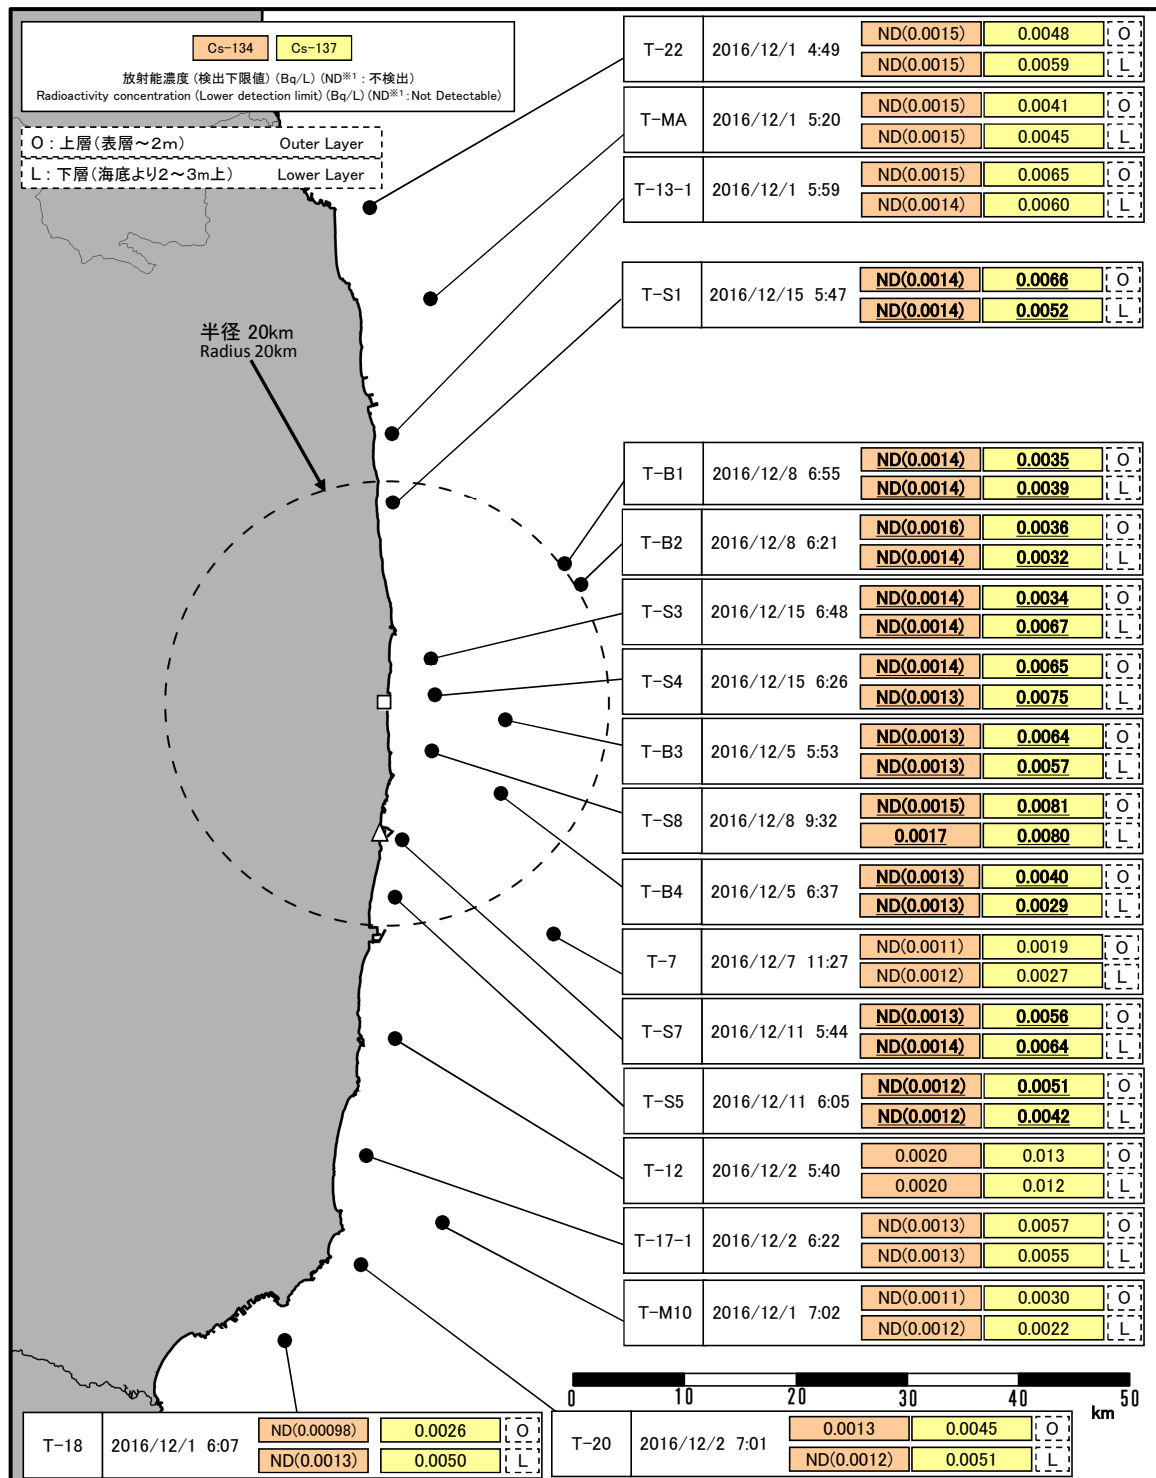 Cs-134 Cs-137
放射能濃度 (検出下限値) (Bq/L) (ND※1 : 不検出)
Radioactivity concentration (Lower detection limit) (Bq/L) (ND※1 : Not Detectable)
O : 上層(表層～2m) Outer Layer
L : 下層(海底より2～3m上) Lower Layer
半径 20km
Radius 20km
T-22 2016/12/1 4:49 ND(0.0015) 0.0048 O
ND(0.0015) 0.0059 L
T-MA 2016/12/1 5:20 ND(0.0015) 0.0041 O
ND(0.0015) 0.0045 L
T-13-1 2016/12/1 5:59 ND(0.0015) 0.0065 O
ND(0.0014) 0.0060 L
T-S1 2016/12/15 5:47 ND(0.0014) 0.0066 O
ND(0.0014) 0.0052 L
T-B1 2016/12/8 6:55 ND(0.0014) 0.0035 O
ND(0.0014) 0.0039 L
T-B2 2016/12/8 6:21 ND(0.0016) 0.0036 O
ND(0.0014) 0.0032 L
T-S3 2016/12/15 6:48 ND(0.0014) 0.0034 O
ND(0.0014) 0.0067 L
T-S4 2016/12/15 6:26 ND(0.0014) 0.0065 O
ND(0.0013) 0.0075 L
T-B3 2016/12/5 5:53 ND(0.0013) 0.0064 O
ND(0.0013) 0.0057 L
T-S8 2016/12/8 9:32 ND(0.0015) 0.0081 O
0.0017 0.0080 L
T-B4 2016/12/5 6:37 ND(0.0013) 0.0040 O
ND(0.0013) 0.0029 L
T-7 2016/12/7 11:27 ND(0.0011) 0.0019 O
ND(0.0012) 0.0027 L
T-S7 2016/12/11 5:44 ND(0.0013) 0.0056 O
ND(0.0014) 0.0064 L
T-S5 2016/12/11 6:05 ND(0.0012) 0.0051 O
ND(0.0012) 0.0042 L
T-12 2016/12/2 5:40 0.0020 0.013 O
0.0020 0.012 L
T-17-1 2016/12/2 6:22 ND(0.0013) 0.0057 O
ND(0.0013) 0.0055 L
T-M10 2016/12/1 7:02 ND(0.0011) 0.0030 O
ND(0.0012) 0.0022 L
0 10 20 30 40 50
km
T-18 2016/12/1 6:07 ND(0.00098) 0.0026 O
ND(0.0013) 0.0050 L
T-20 2016/12/2 7:01 0.0013 0.0045 O
ND(0.0012) 0.0051 L